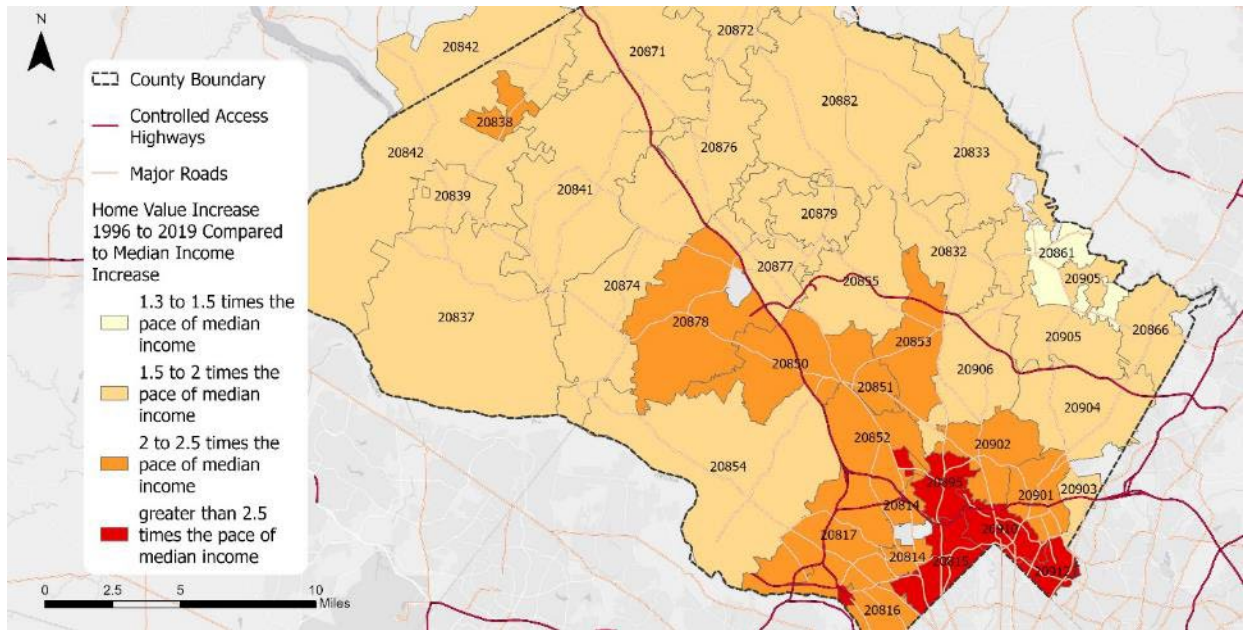 N
County Boundary
Controlled Access
Highways
Major Roads
Home Value Increase
1996 to 2019 Compared
to Median Income
Increase
1.3 to 1.5 times the
pace of median
income
1.5 to 2 times the
pace of median
income
2 to 2.5 times the
pace of median
income
greater than 2.5
times the pace of
median income
0 2.5 5 10
Miles
20842
20871
20872
20882
20838
20842
20876
20833
20839
20841
20879
20832
20861
20877
20855
20905
20874
20837
20878
20853
20905
20866
20850
20851
20906
20904
20852
20902
20854
20895
20901
20903
20814
20817
20910
20814
20815
20912
20816